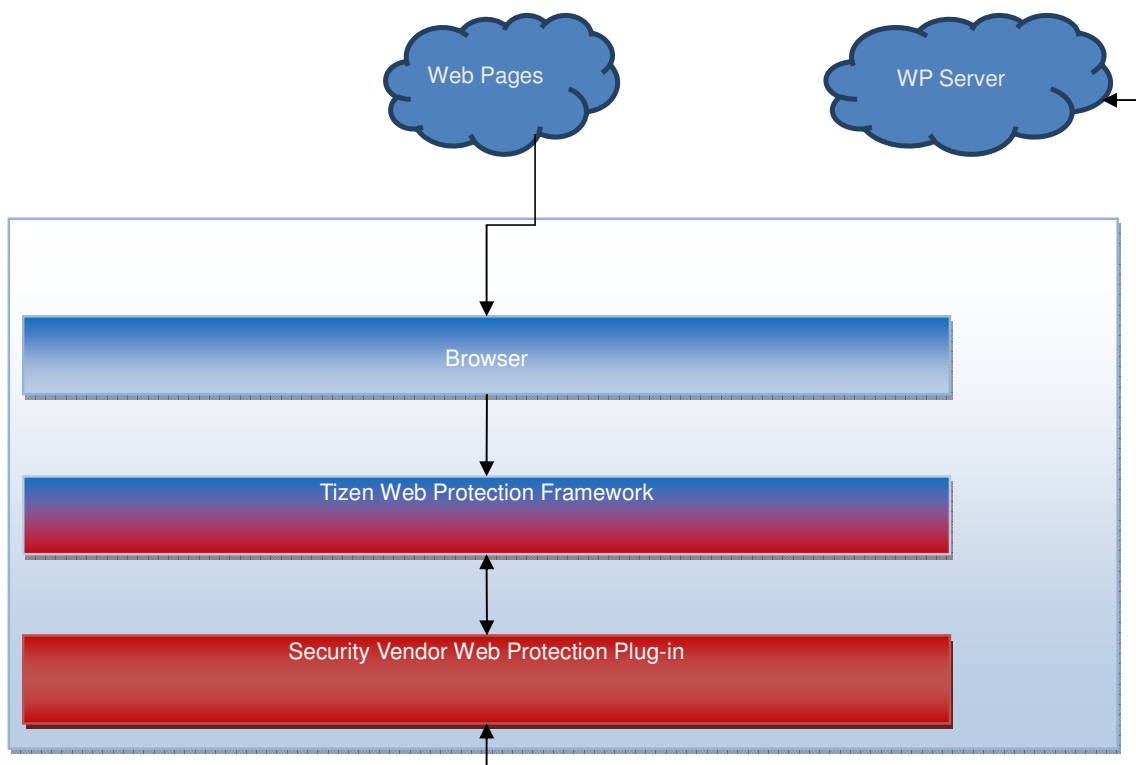 Web Pages
WP Server
Browser
Tizen Web Protection Framework
Security Vendor Web Protection Plug-in